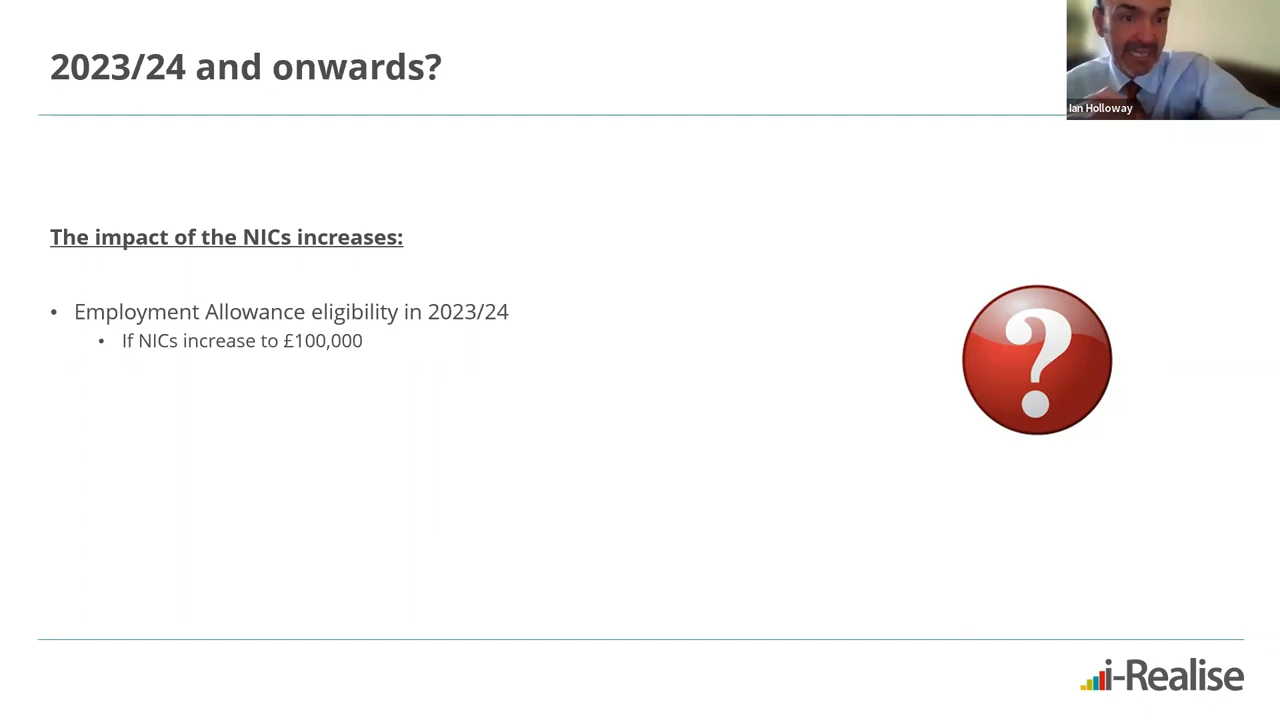 2023/24 and onwards?
Ian Holloway
The impact of the NICs increases:
• Employment Allowance eligibility in 2023/24
• If NICs increase to £100,000
?
i-Realise